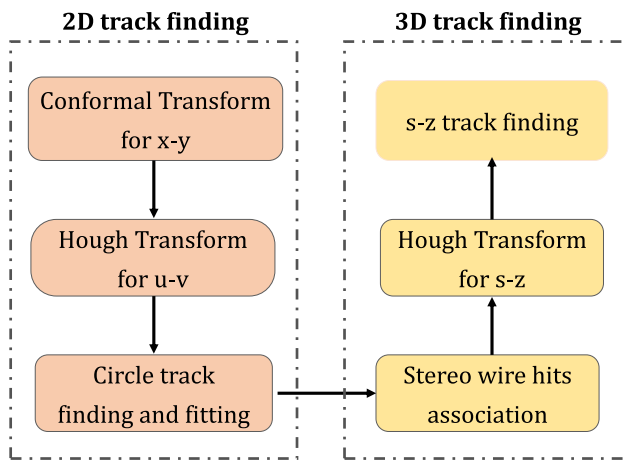 2D track finding
Conformal Transform
for x-y
Hough Transform
for u-v
Circle track
finding and fitting
3D track finding
s-z track finding
Hough Transform
for s-z
Stereo wire hits
association